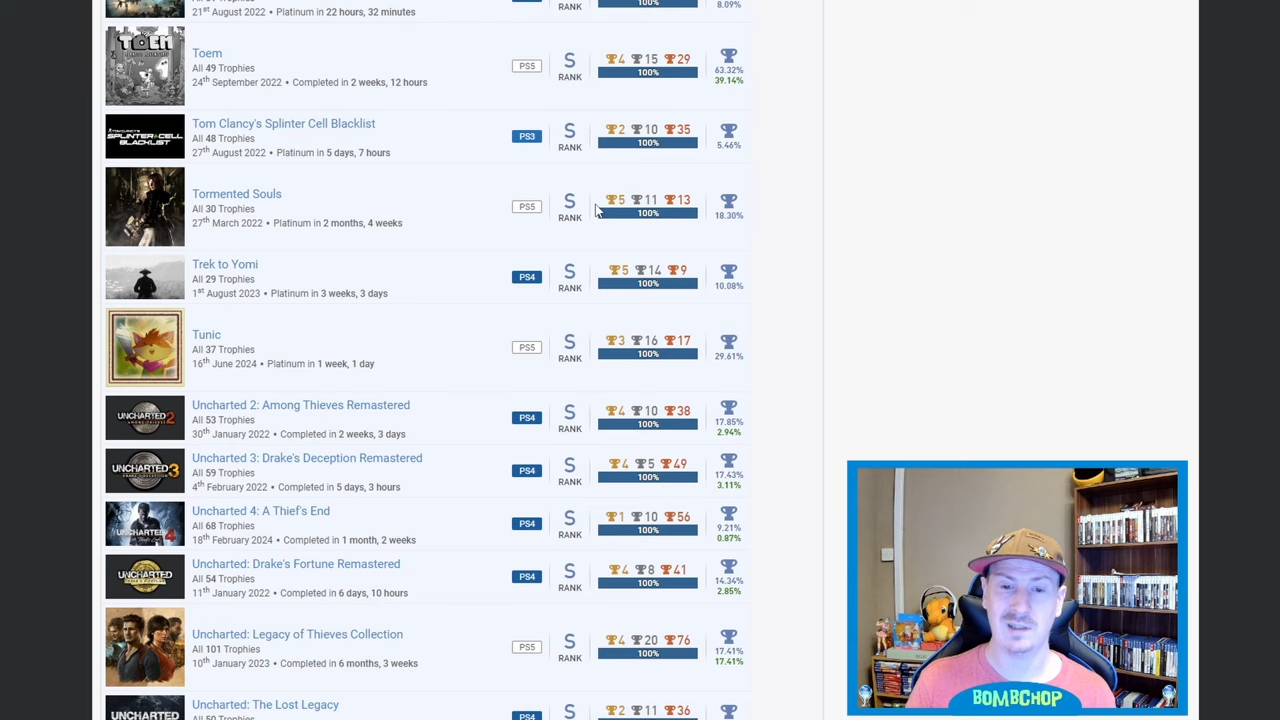 21st August 2022 • Platinum in 22 hours, 32 minutes
RANK
100%
8.09%
TOEM
Toem
All 49 Trophies
24th September 2022 • Completed in 2 weeks, 12 hours
PS5
S
RANK
4 15 29
100%
63.32%
39.14%
SPLINTER CELL
BLACKLIST
Tom Clancy's Splinter Cell Blacklist
All 48 Trophies
27th August 2022 • Platinum in 5 days, 7 hours
PS3
S
RANK
2 10 35
100%
5.46%
Tormented Souls
All 30 Trophies
27th March 2022 • Platinum in 2 months, 4 weeks
PS5
S
RANK
5 11 13
100%
18.30%
Trek to Yomi
All 29 Trophies
1st August 2023 • Platinum in 3 weeks, 3 days
PS4
S
RANK
5 14 9
100%
10.08%
Tunic
All 37 Trophies
16th June 2024 • Platinum in 1 week, 1 day
PS5
S
RANK
3 16 17
100%
29.61%
UNCHARTED 2
Uncharted 2: Among Thieves Remastered
All 53 Trophies
30th January 2022 • Completed in 2 weeks, 3 days
PS4
S
RANK
4 10 38
100%
17.85%
2.94%
UNCHARTED 3
Uncharted 3: Drake's Deception Remastered
All 59 Trophies
4th February 2022 • Completed in 5 days, 3 hours
PS4
S
RANK
4 5 49
100%
17.43%
3.11%
UNCHARTED 4
Uncharted 4: A Thief's End
All 68 Trophies
18th February 2024 • Completed in 1 month, 2 weeks
PS4
S
RANK
1 10 56
100%
9.21%
0.87%
UNCHARTED
Uncharted: Drake's Fortune Remastered
All 54 Trophies
11th January 2022 • Completed in 6 days, 10 hours
PS4
S
RANK
4 8 41
100%
14.34%
2.85%
Uncharted: Legacy of Thieves Collection
All 101 Trophies
10th January 2023 • Completed in 6 months, 3 weeks
PS5
S
RANK
4 20 76
100%
17.41%
17.41%
UNCHARTED
Uncharted: The Lost Legacy
PS4
S
2 11 36
BOMBCHOP